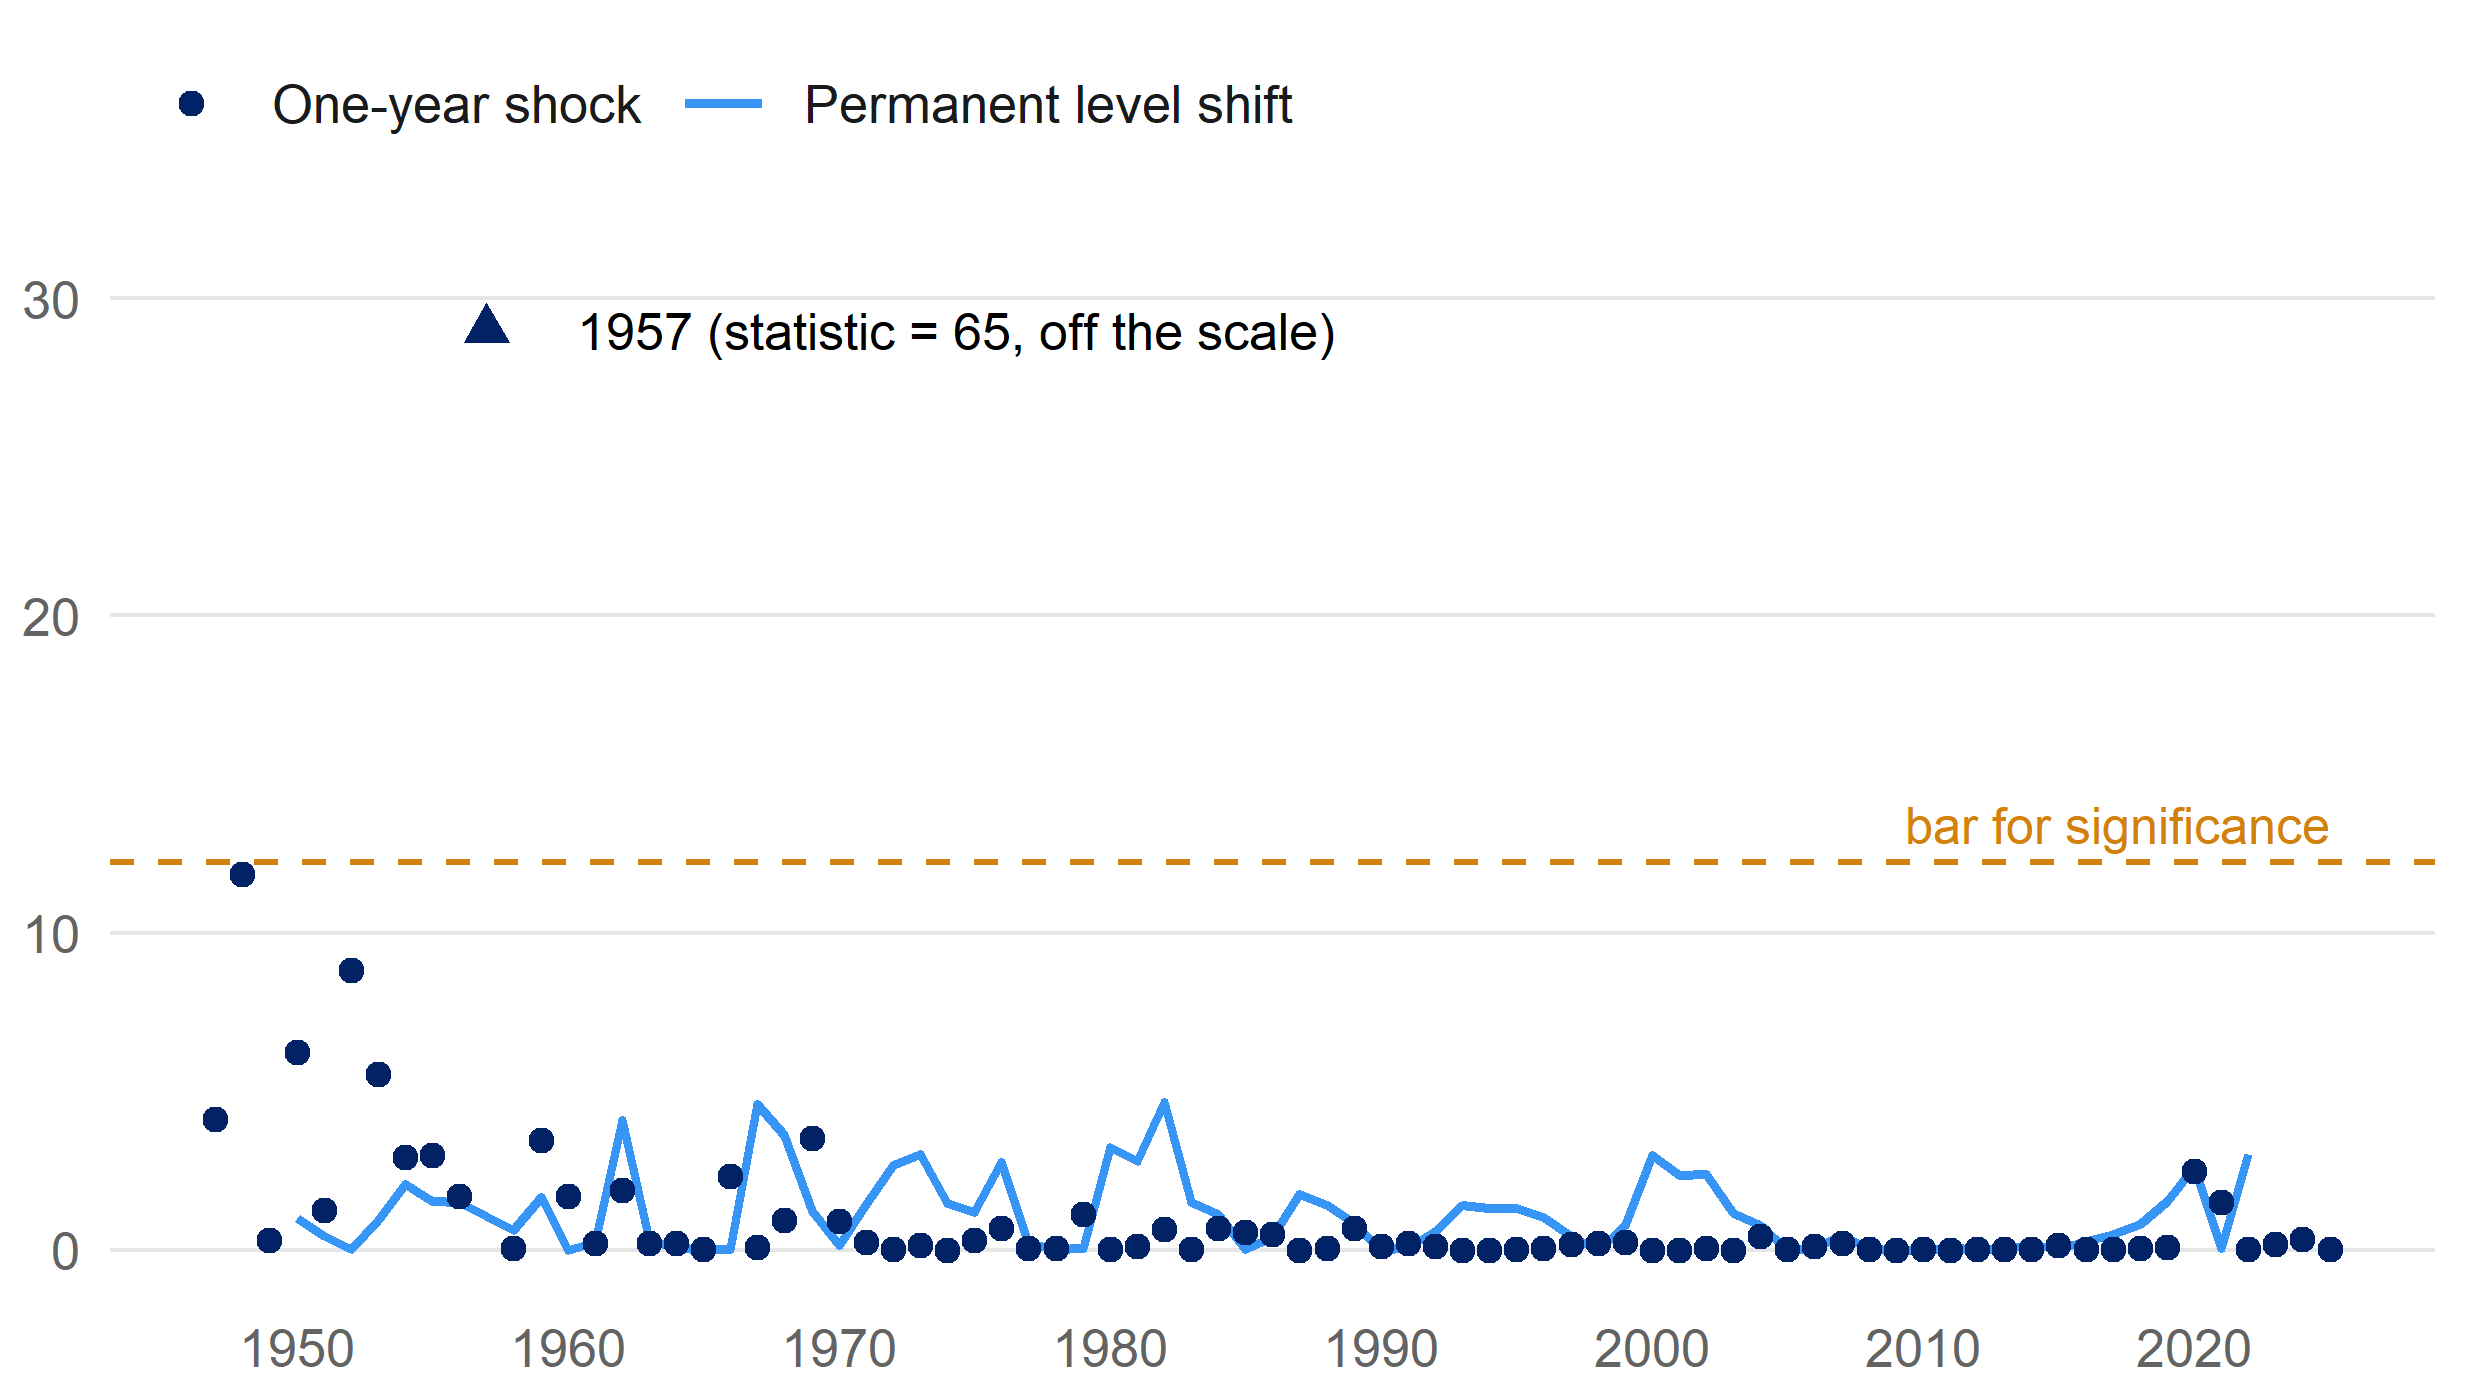 One-year shock
Permanent level shift
30
1957 (statistic = 65, off the scale)
20
bar for significance
10
0
1950 1960 1970 1980 1990 2000 2010 2020